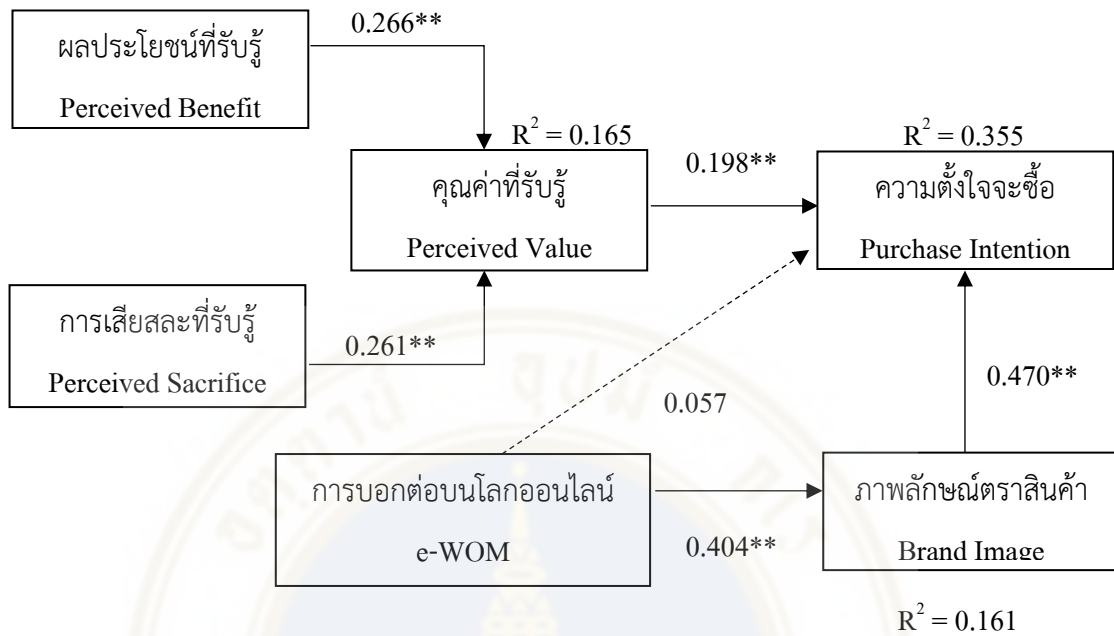 0.266**
ผลประโยชน์ที่รับรู้
Perceived Benefit
R² = 0.165
R² = 0.355
0.198**
คุณค่าที่รับรู้
Perceived Value
ความตั้งใจจะซื้อ
Purchase Intention
การเสียสละที่รับรู้
Perceived Sacrifice
0.261**
0.470**
0.057
การบอกต่อบนโลกออนไลน์
e-WOM
0.404**
ภาพลักษณ์ตราสินค้า
Brand Image
R² = 0.161